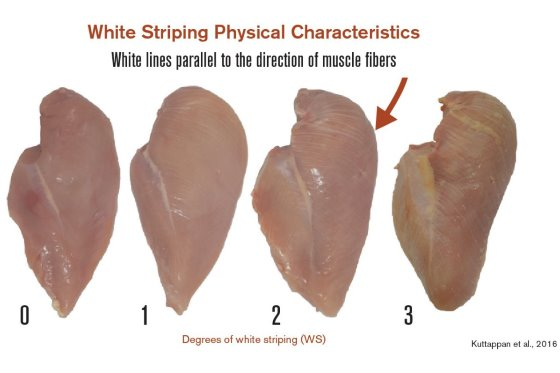 White Striping Physical Characteristics
White lines parallel to the direction of muscle fibers
0
1
2
3
Degrees of white striping (WS)
Kuttappan et al., 2016